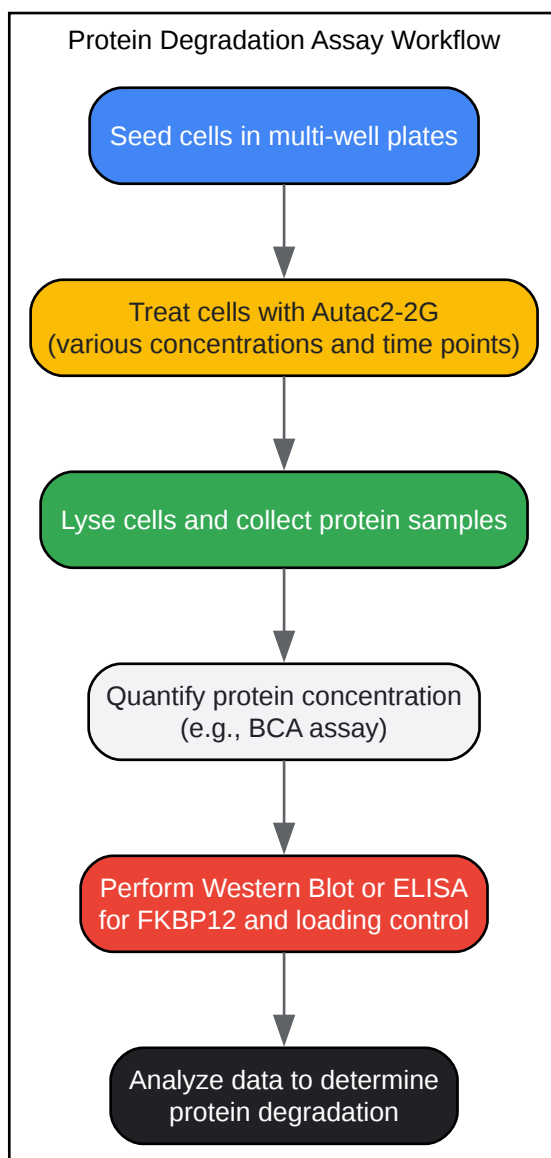 Protein Degradation Assay Workflow
Seed cells in multi-well plates
Treat cells with Autac2-2G
(various concentrations and time points)
Lyse cells and collect protein samples
Quantify protein concentration
(e.g., BCA assay)
Perform Western Blot or ELISA
for FKBP12 and loading control
Analyze data to determine
protein degradation